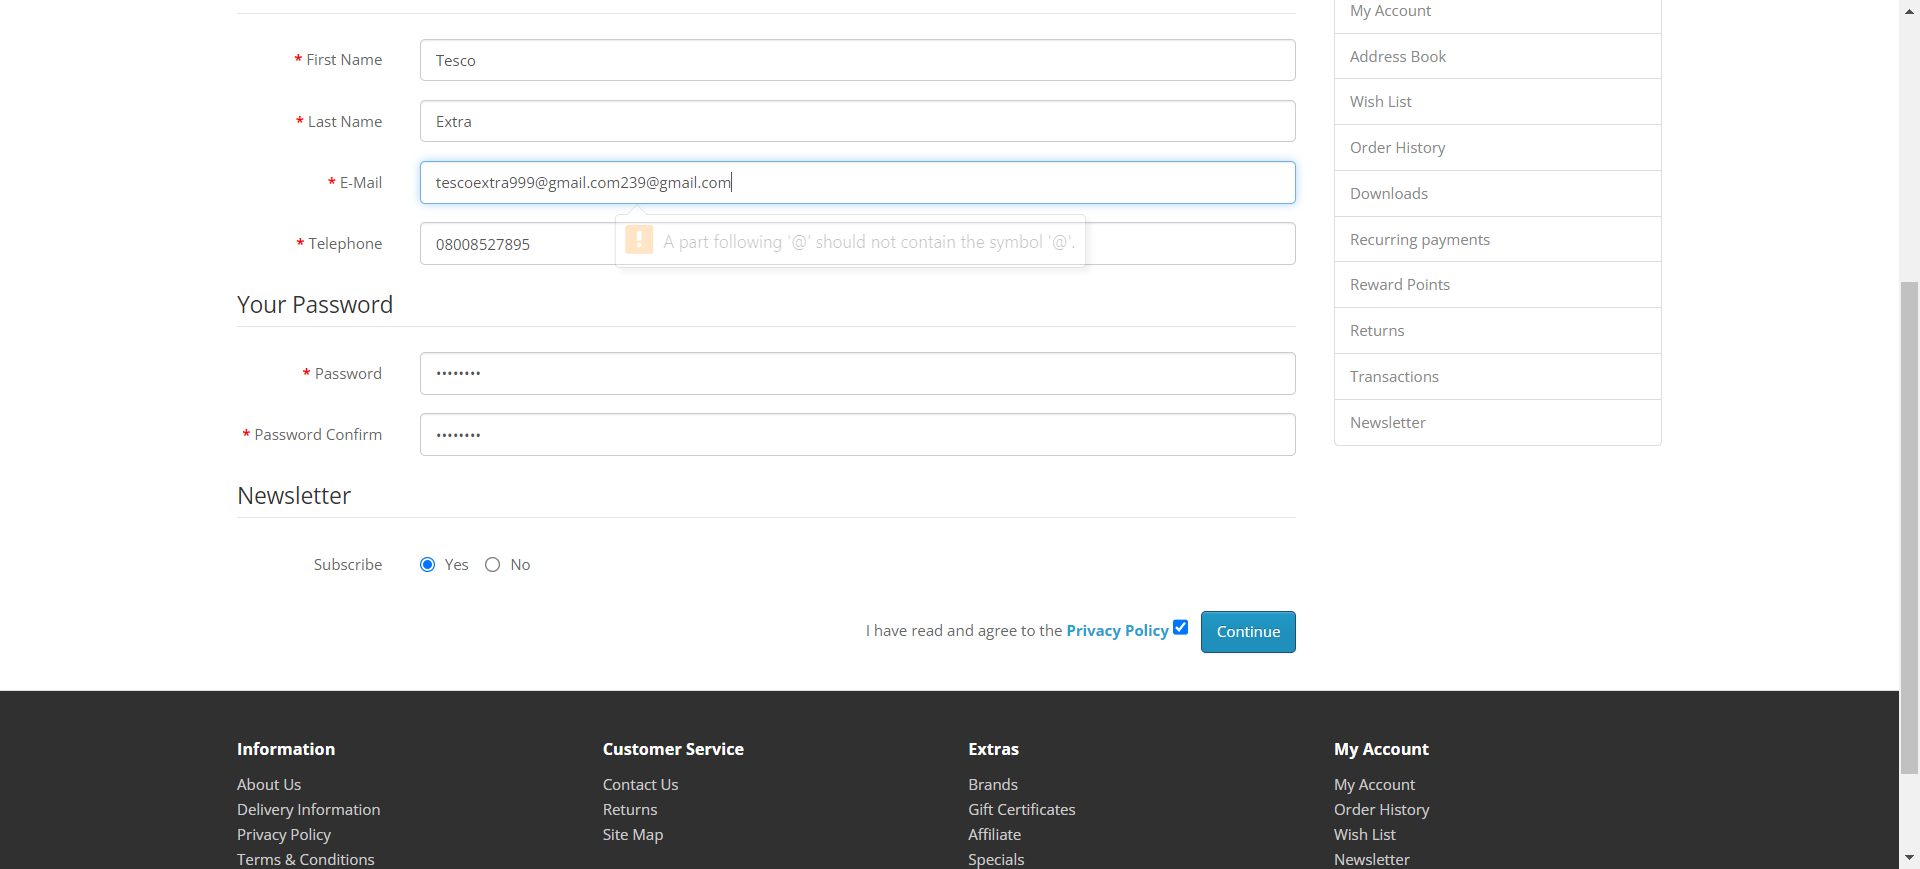 * First Name
Tesco
* Last Name
Extra
* E-Mail
tescoextra999@gmail.com239@gmail.com
A part following '@' should not contain the symbol '@'.
* Telephone
08008527895
Your Password
* Password
••••••••
* Password Confirm
••••••••
Newsletter
Subscribe
Yes
No
I have read and agree to the Privacy Policy
Continue
My Account
Address Book
Wish List
Order History
Downloads
Recurring payments
Reward Points
Returns
Transactions
Newsletter
Information
About Us
Delivery Information
Privacy Policy
Terms & Conditions
Customer Service
Contact Us
Returns
Site Map
Extras
Brands
Gift Certificates
Affiliate
Specials
My Account
My Account
Order History
Wish List
Newsletter